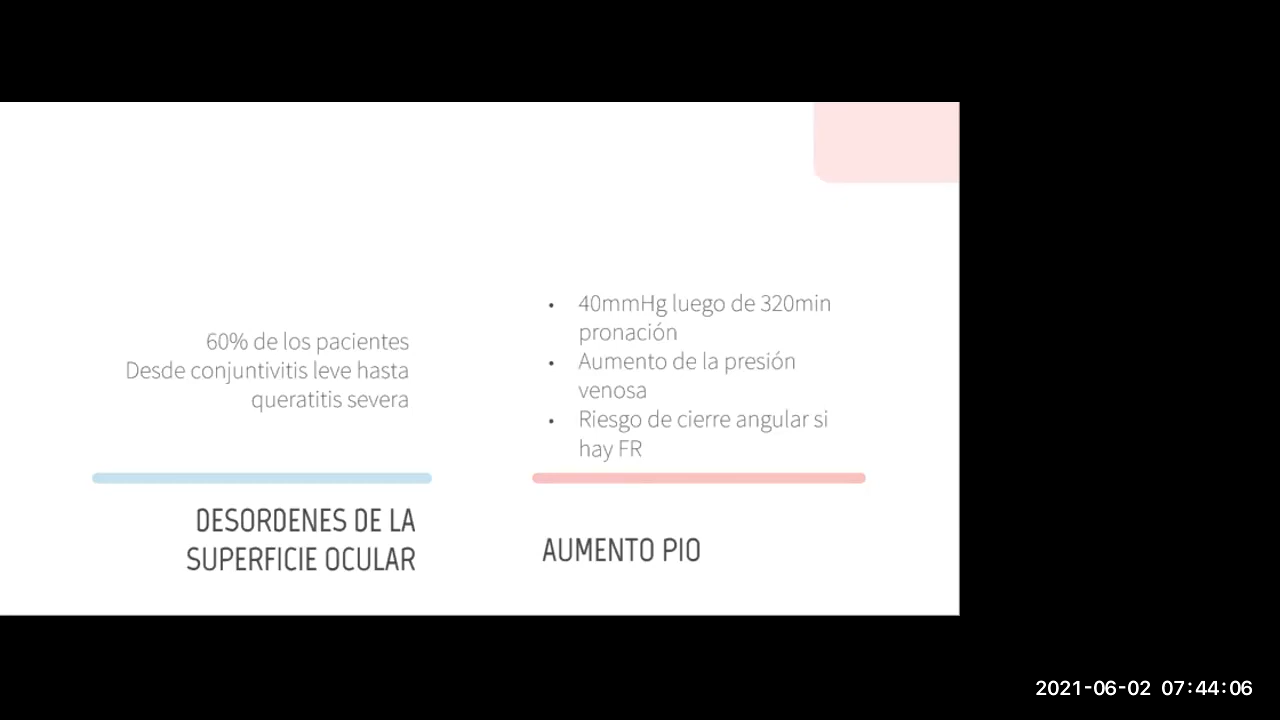 60% de los pacientes
Desde conjuntivitis leve hasta
queratitis severa
DESORDENES DE LA
SUPERFICIE OCULAR
• 40mmHg luego de 320min
pronación
• Aumento de la presión
venosa
• Riesgo de cierre angular si
hay FR
AUMENTO PIO
2021-06-02 07:44:06